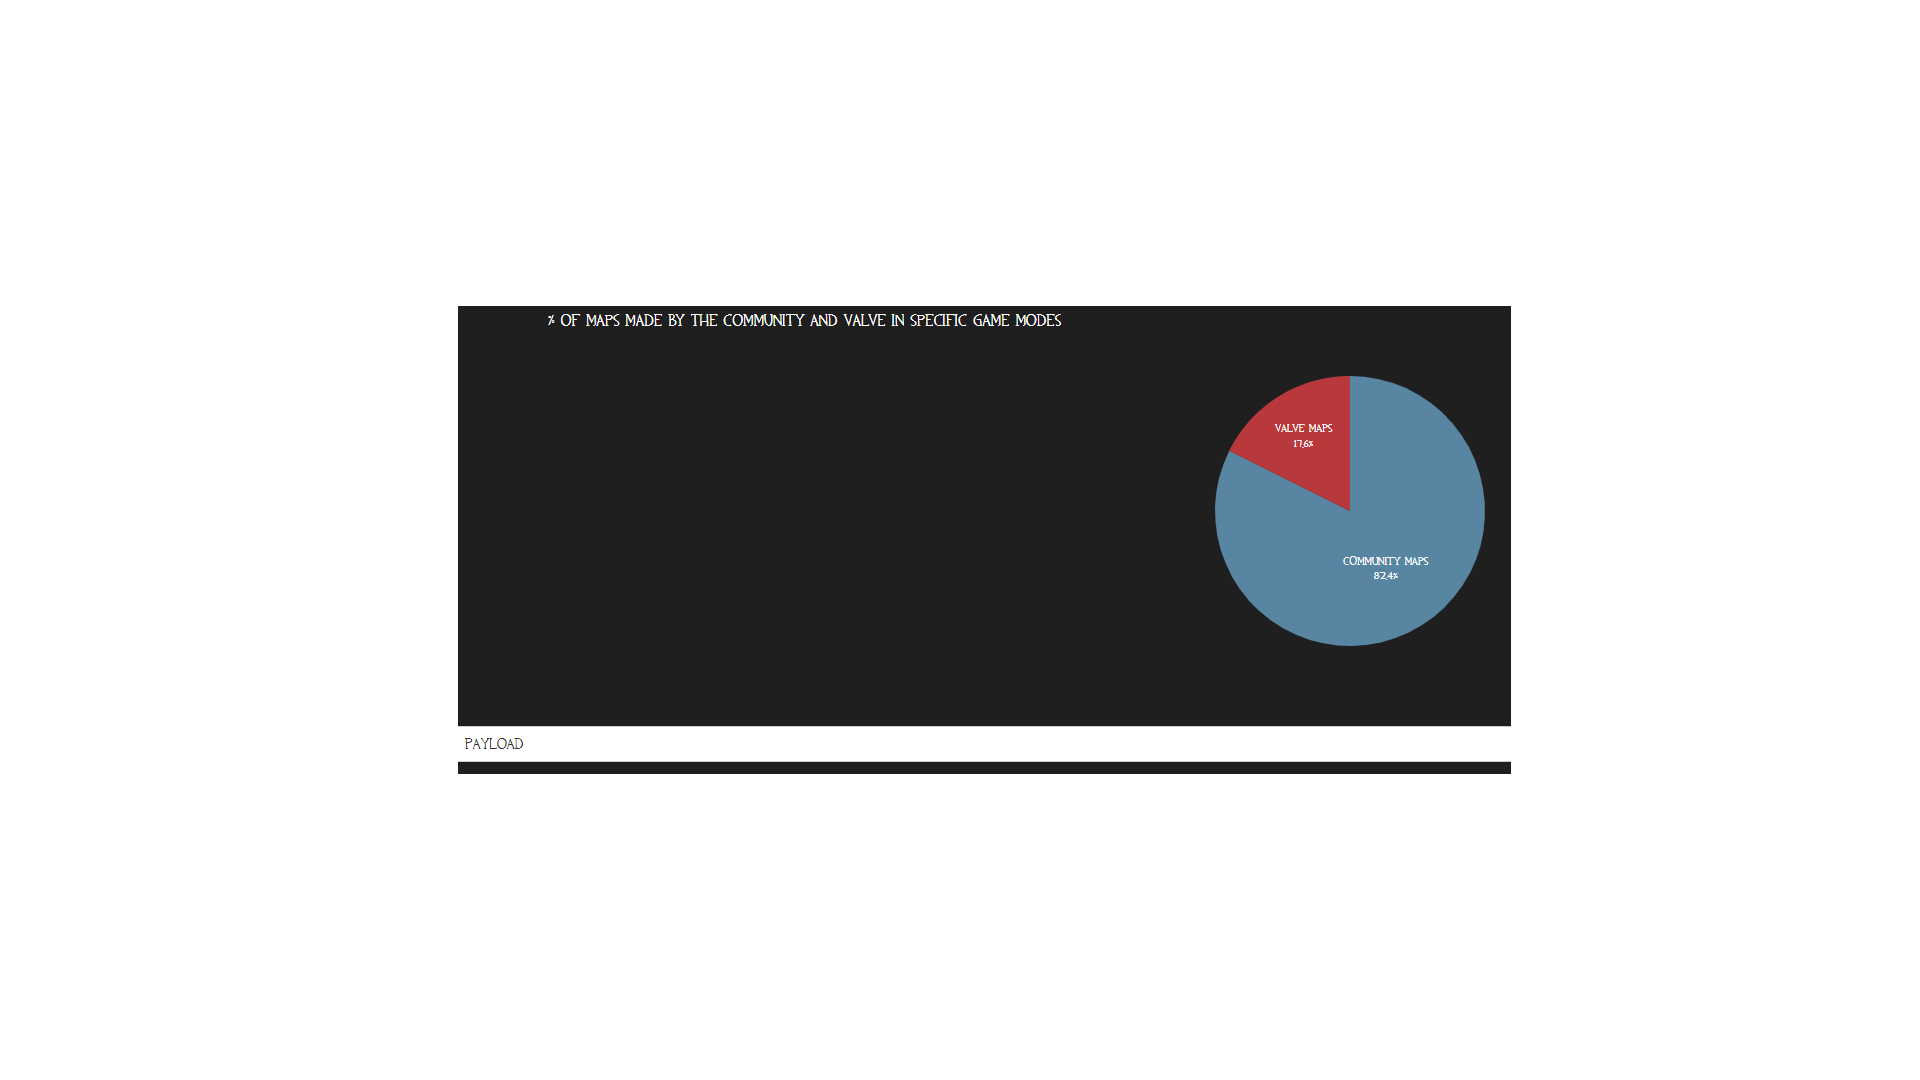 % OF MAPS MADE BY THE COMMUNITY AND VALVE IN SPECIFIC GAME MODES
VALVE MAPS
17,6%
COMMUNITY MAPS
82,4%
PAYLOAD